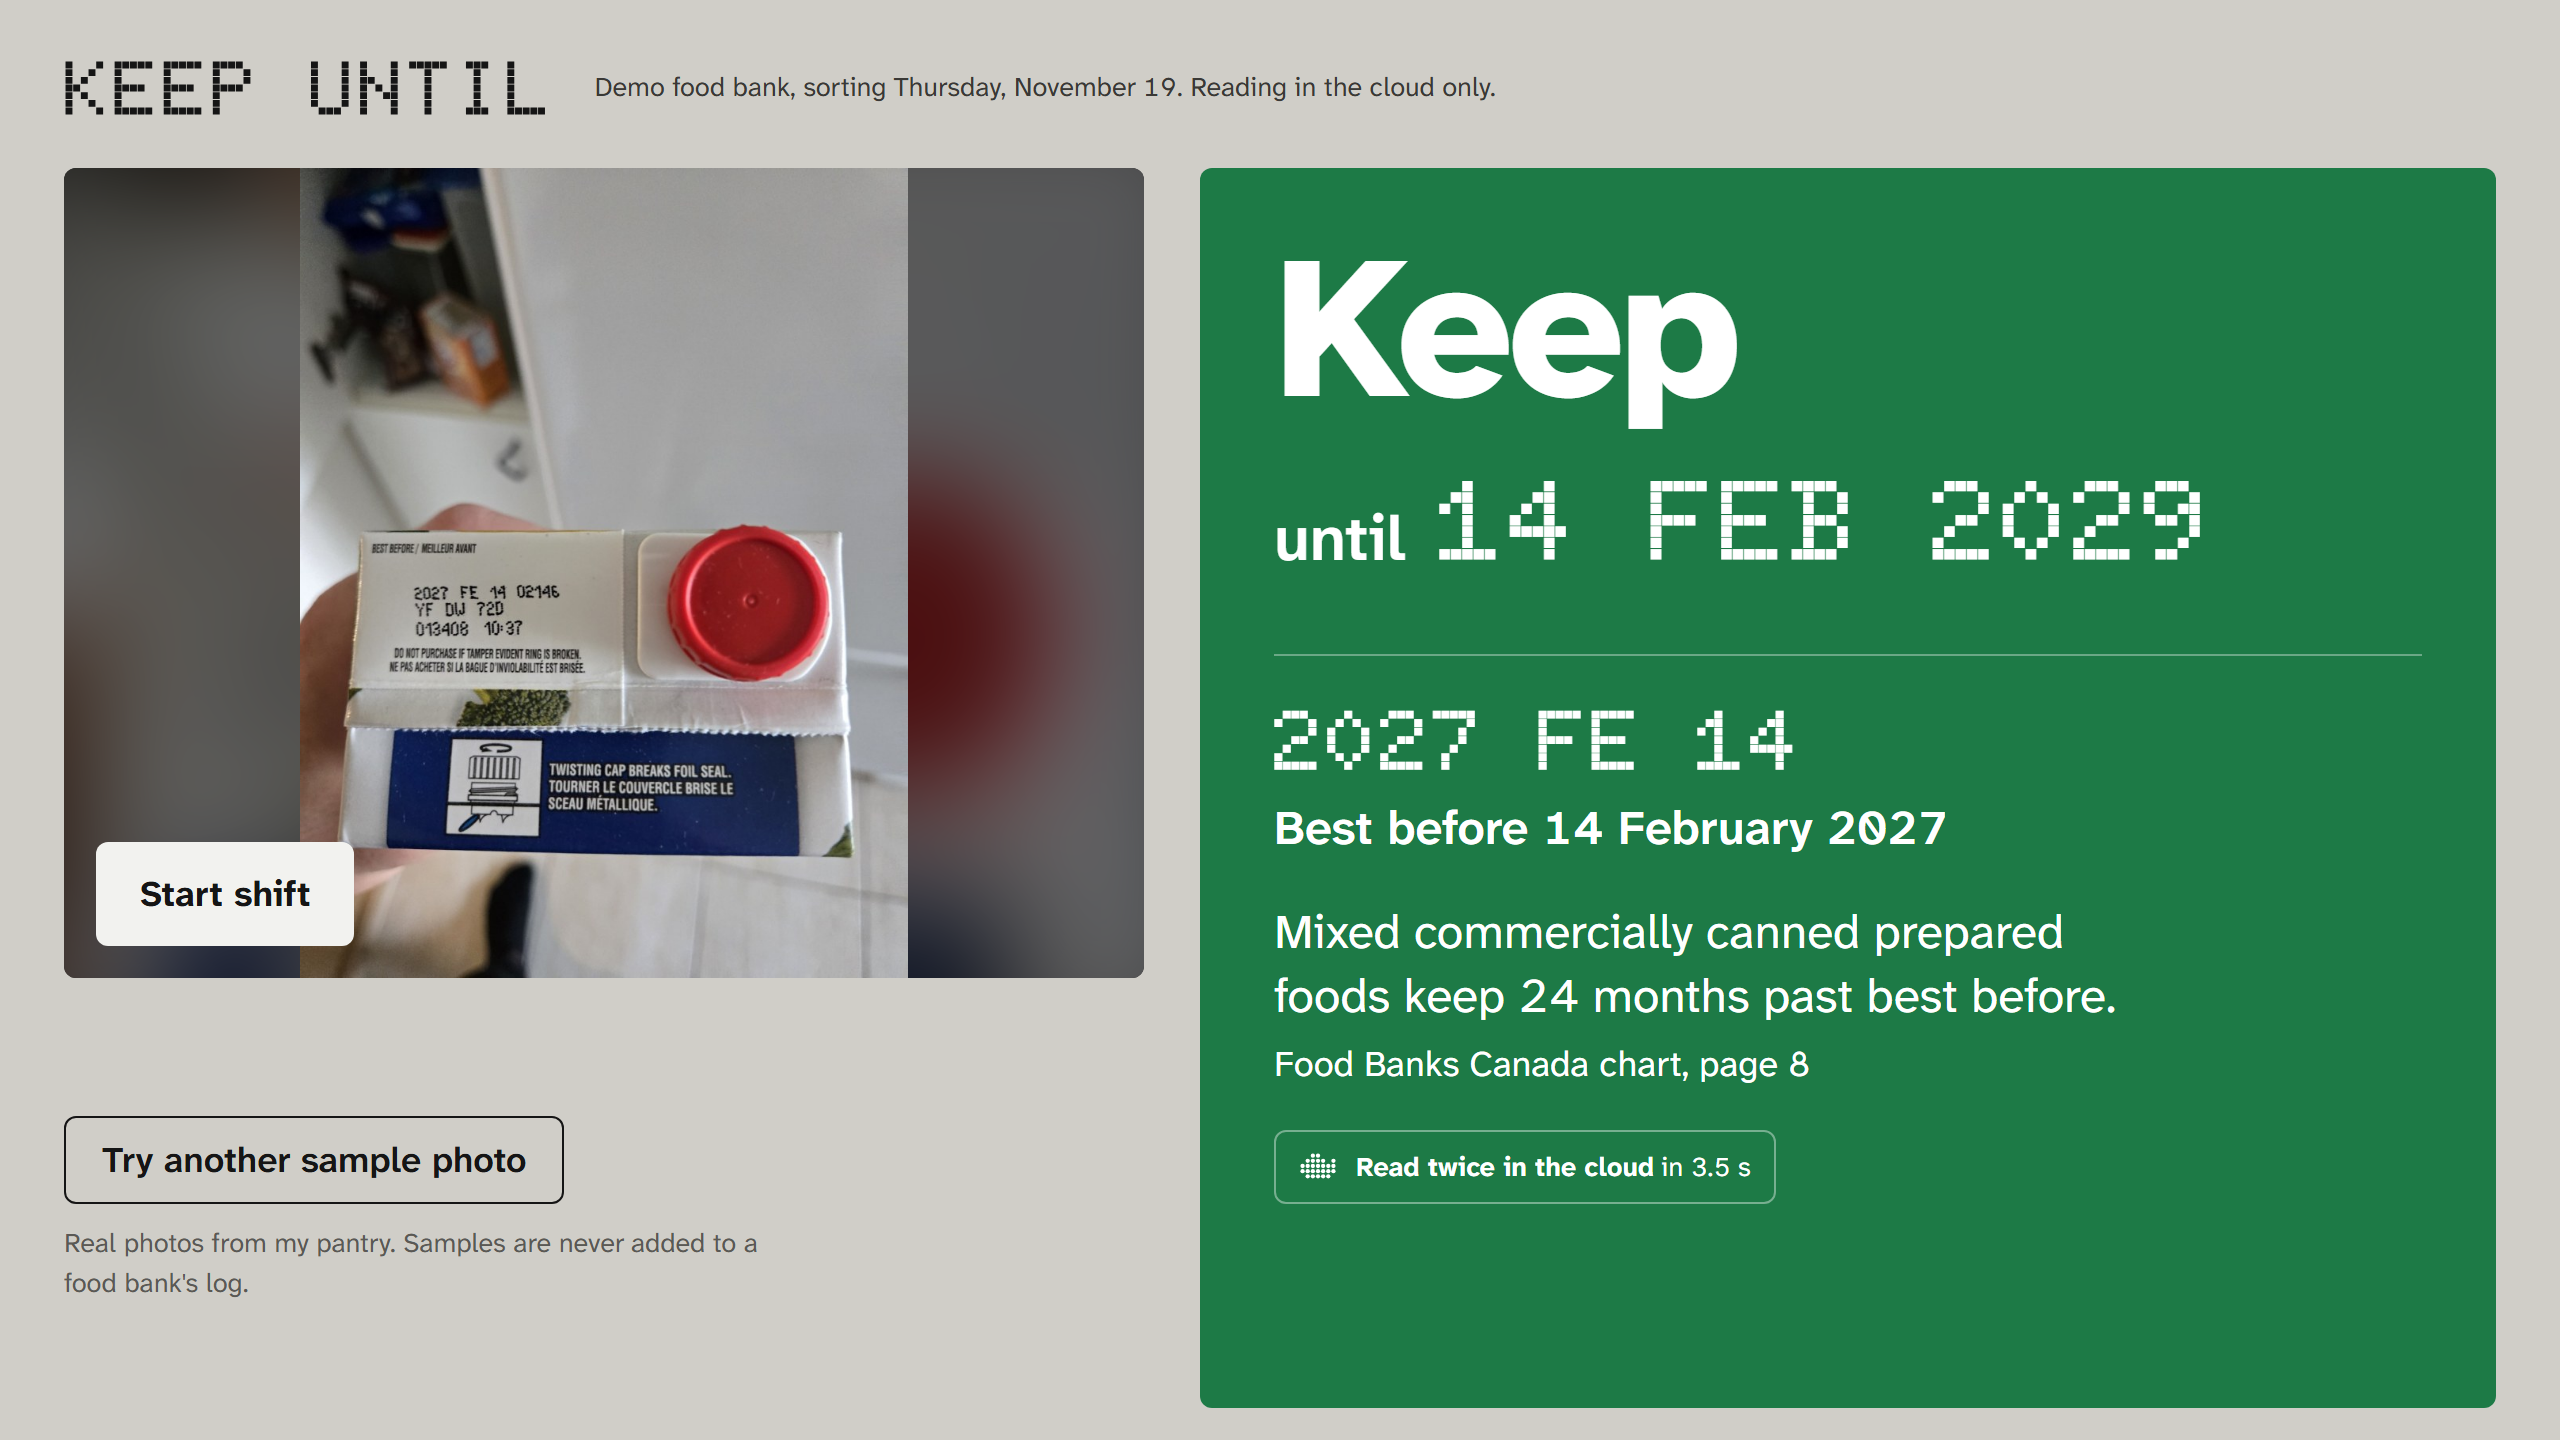 KEEP UNTIL
Demo food bank, sorting Thursday, November 19. Reading in the cloud only.
BEST BEFORE / MEILLEUR AVANT
2027 FE 14 02146
YF DW 72D
013408 10:37
DO NOT PURCHASE IF TAMPER EVIDENT RING IS BROKEN.
NE PAS ACHETER SI LA BAGUE D'INVIOLABILITÉ EST BRISÉE.
TWISTING CAP BREAKS FOIL SEAL.
TOURNER LE COUVERCLE BRISE LE
SCEAU MÉTALLIQUE.
Start shift
Try another sample photo
Real photos from my pantry. Samples are never added to a
food bank's log.
Keep
until 14 FEB 2029
2027 FE 14
Best before 14 February 2027
Mixed commercially canned prepared
foods keep 24 months past best before.
Food Banks Canada chart, page 8
Read twice in the cloud in 3.5 s